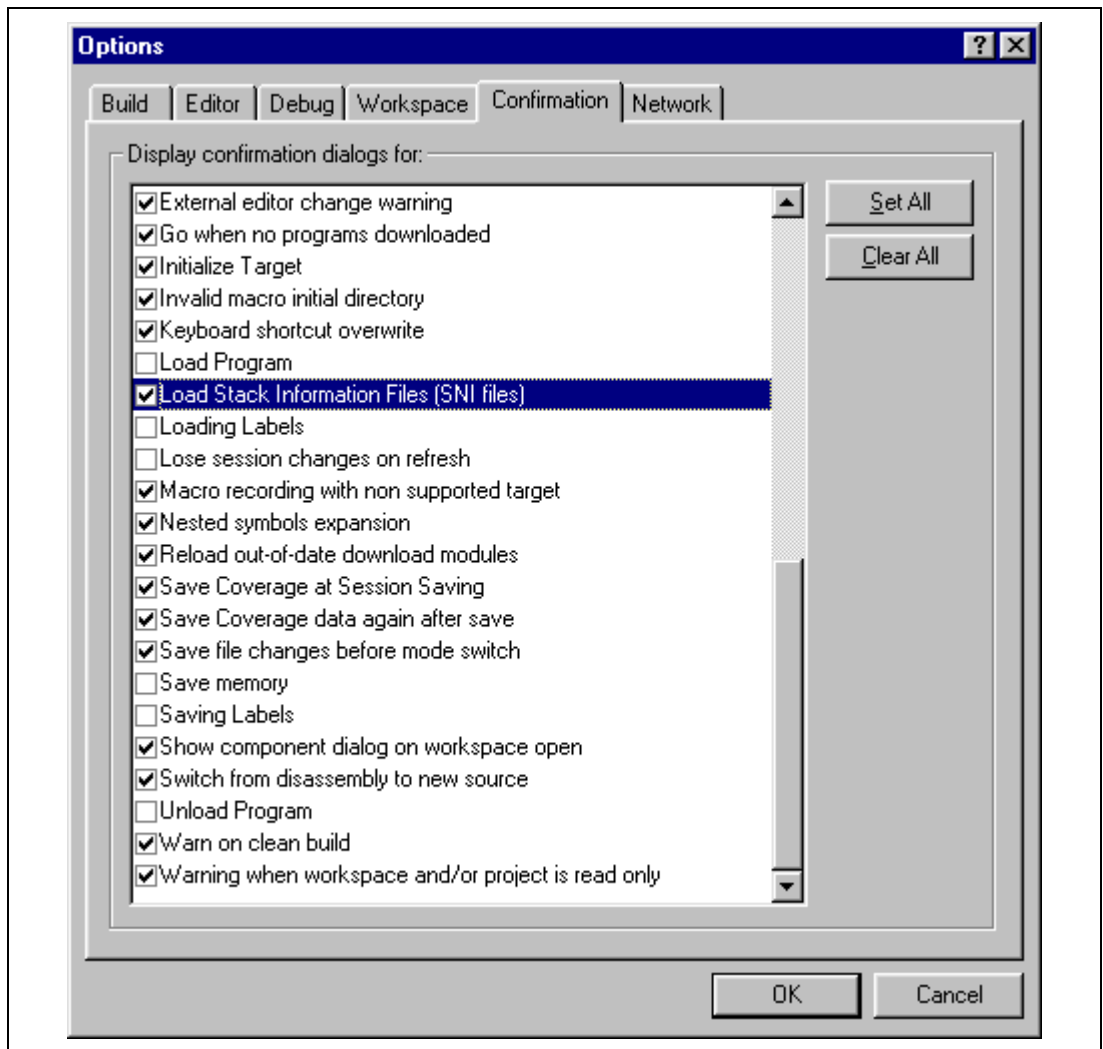 Options
Build Editor Debug Workspace Confirmation Network
Display confirmation dialogs for:
External editor change warning
Go when no programs downloaded
Initialize Target
Invalid macro initial directory
Keyboard shortcut overwrite
Load Program
Load Stack Information Files (SNI files)
Loading Labels
Lose session changes on refresh
Macro recording with non supported target
Nested symbols expansion
Reload out-of-date download modules
Save Coverage at Session Saving
Save Coverage data again after save
Save file changes before mode switch
Save memory
Saving Labels
Show component dialog on workspace open
Switch from disassembly to new source
Unload Program
Warn on clean build
Warning when workspace and/or project is read only
Set All
Clear All
OK Cancel